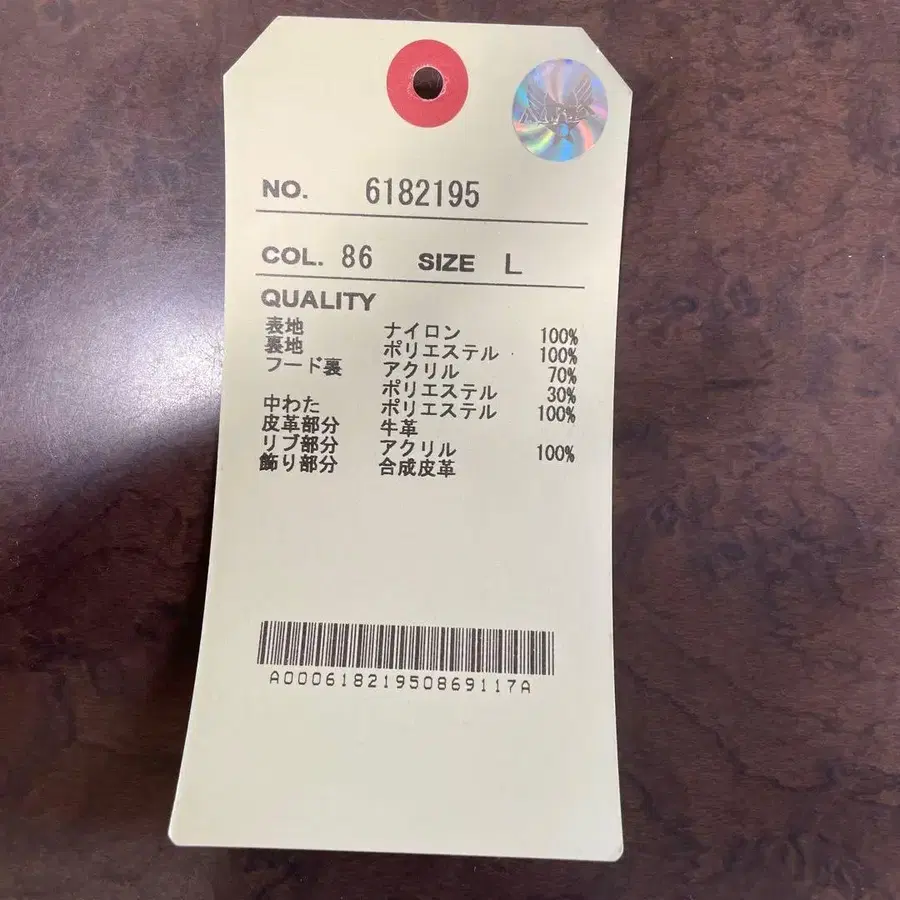 NO. 6182195
COL. 86 SIZE L
QUALITY
表地 ナイロン 100%
裏地 ポリエステル 100%
フード裏 アクリル 70%
ポリエステル 30%
中わた ポリエステル 100%
皮革部分 牛革
リブ部分 アクリル 100%
飾り部分 合成皮革
A00061821950869117A